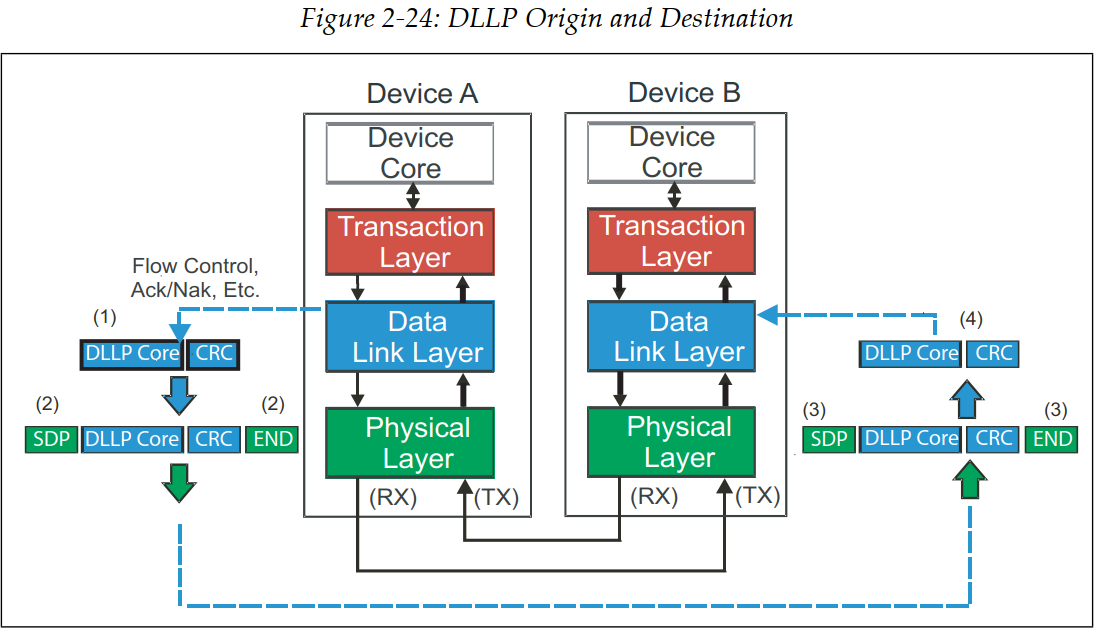 Figure 2-24: DLLP Origin and Destination
Device A
Device B
Device
Core
Device
Core
Transaction
Layer
Transaction
Layer
Flow Control,
Ack/Nak, Etc.
(1)
DLLP Core
CRC
Data
Link Layer
Data
Link Layer
(4)
DLLP Core
CRC
(2)
(2)
SDP
DLLP Core
CRC
END
Physical
Layer
Physical
Layer
(3)
(3)
SDP
DLLP Core
CRC
END
(RX)
(TX)
(RX)
(TX)